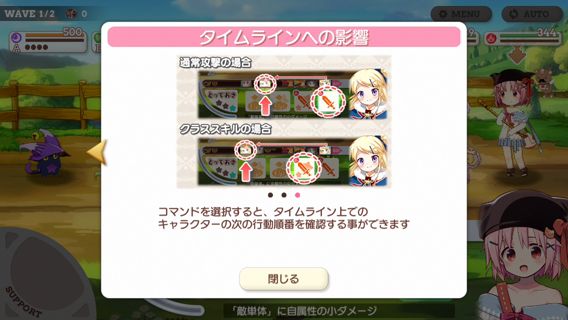 WAVE 1/2
0
MENU
AUTO
500
344
タイムラインへの影響
通常攻撃の場合
とっておき
クラススキルの場合
とっておき
コマンドを選択すると、タイムライン上での
キャラクターの次の行動順番を確認する事ができます
閉じる
SUPPORT
「敵単体」に自属性の小ダメージ